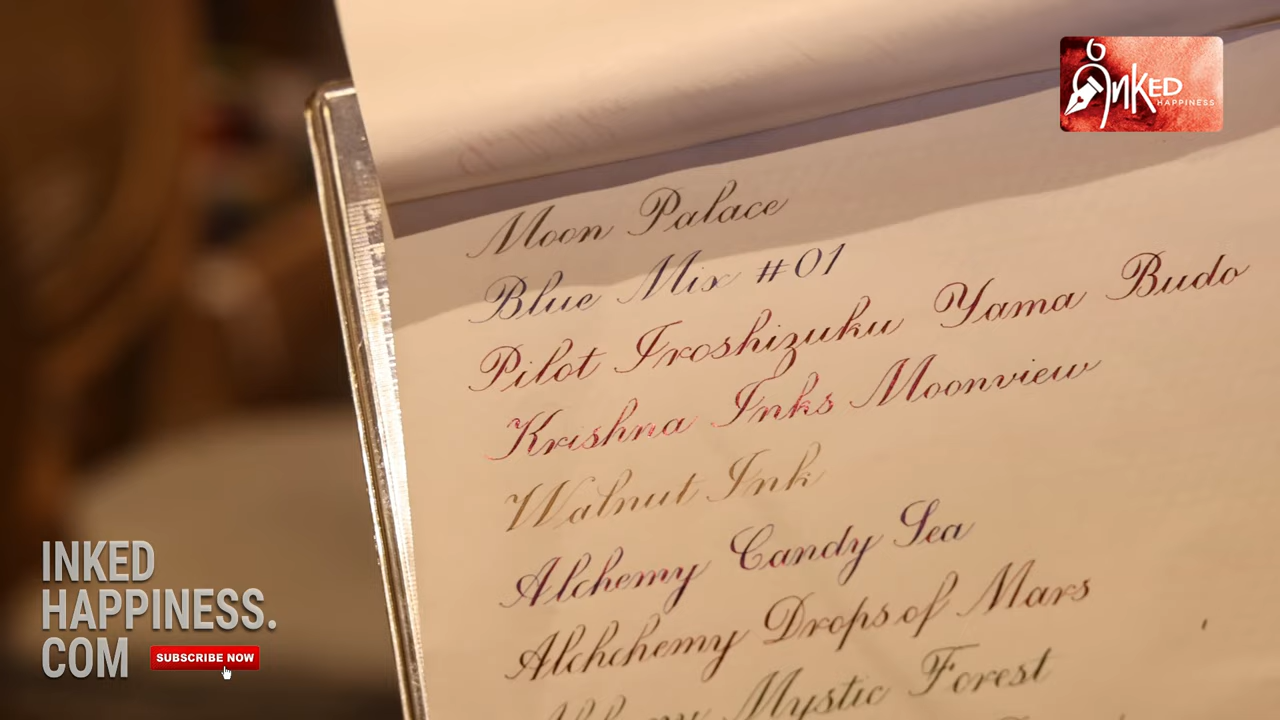 INKED HAPPINESS
Moon Palace
Blue Mix #01
Pilot Iroshizuku Yama Budo
Krishna Inks Moonview
Walnut Ink
Alchemy Candy Sea
Alchchemy Drops of Mars
Mystic Forest
INKED
HAPPINESS.
COM
SUBSCRIBE NOW